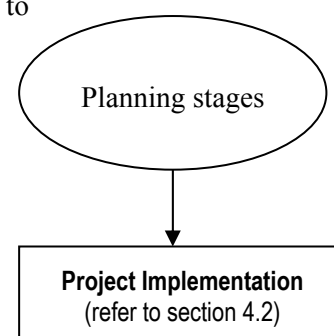 to
Planning stages
Project Implementation
(refer to section 4.2)